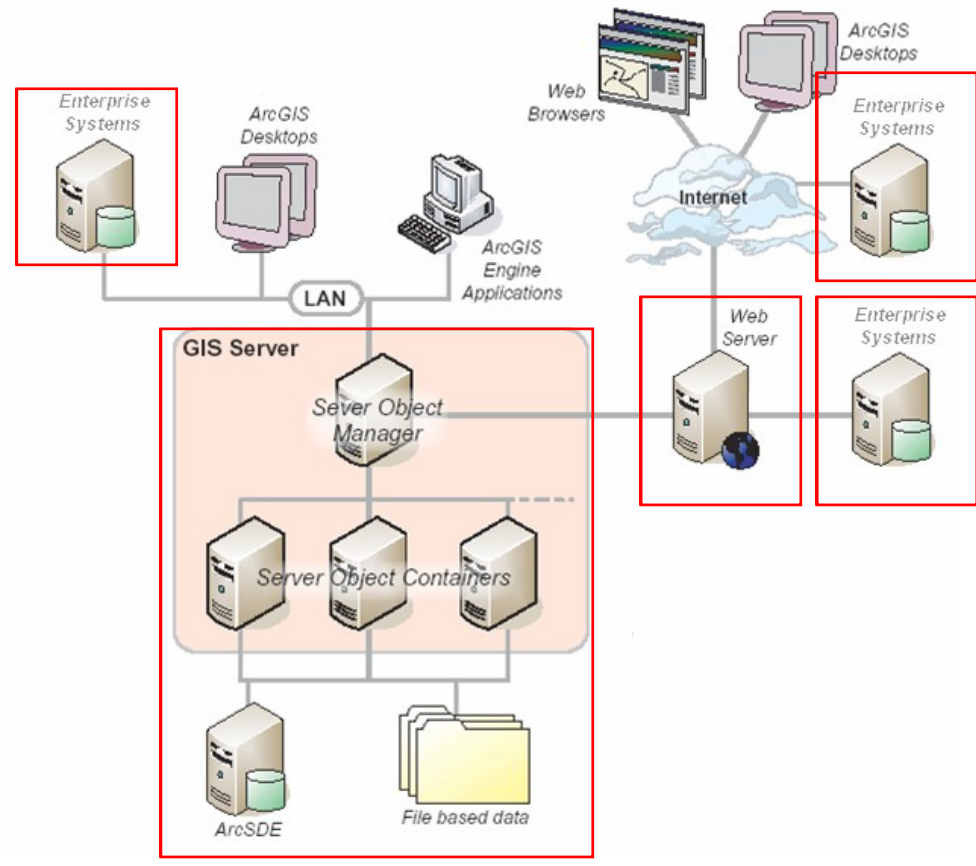 ArcGIS
Desktops
Web
Browsers
Enterprise
Systems
ArcGIS
Desktops
Enterprise
Systems
Internet
ArcGIS
Engine
Applications
LAN
Web
Server
Enterprise
Systems
GIS Server
Sever Object
Manager
Server Object Containers
ArcSDE
File based data